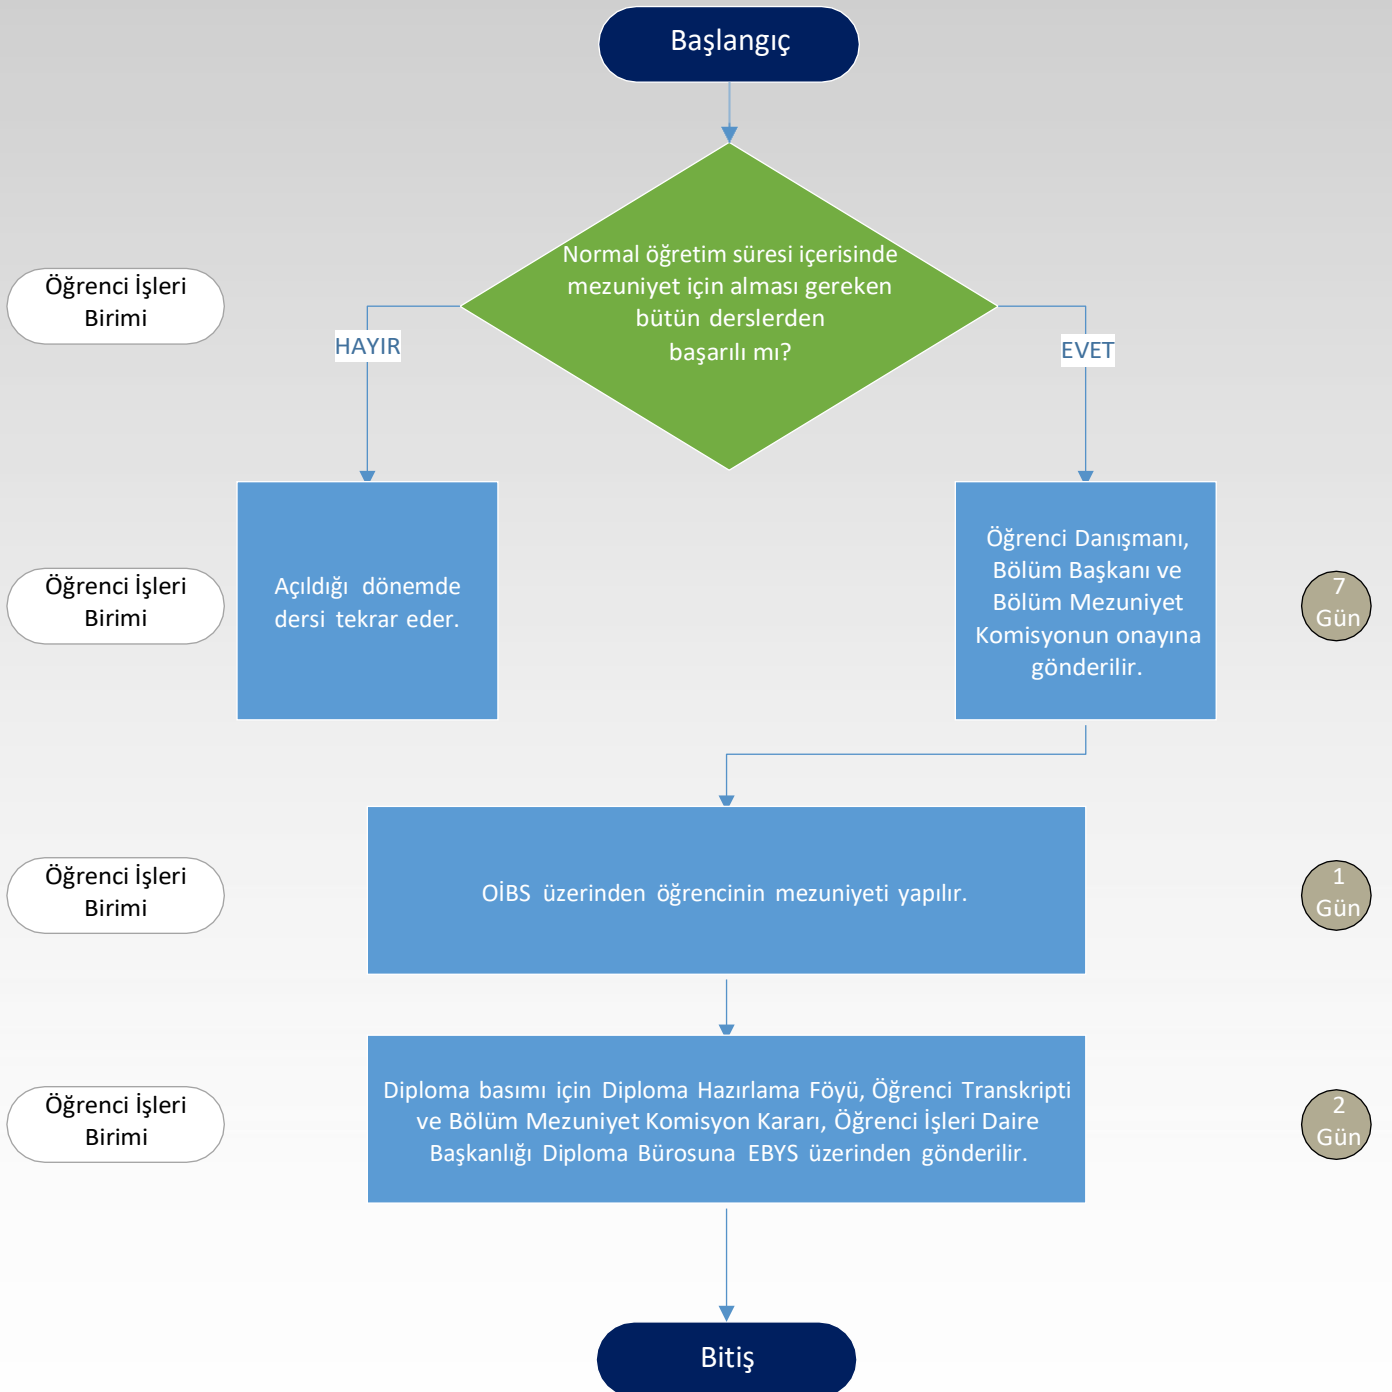 Başlangıç
Öğrenci İşleri
Birimi
Normal öğretim süresi içerisinde
mezuniyet için alması gereken
bütün derslerden
başarılı mı?
HAYIR
EVET
Öğrenci İşleri
Birimi
Açıldığı dönemde
dersi tekrar eder.
Öğrenci Danışmanı,
Bölüm Başkanı ve
Bölüm Mezuniyet
Komisyonun onayına
gönderilir.
7
Gün
Öğrenci İşleri
Birimi
OİBS üzerinden öğrencinin mezuniyeti yapılır.
1
Gün
Öğrenci İşleri
Birimi
Diploma basımı için Diploma Hazırlama Föyü, Öğrenci Transkripti
ve Bölüm Mezuniyet Komisyon Kararı, Öğrenci İşleri Daire
Başkanlığı Diploma Bürosuna EBYS üzerinden gönderilir.
2
Gün
Bitiş